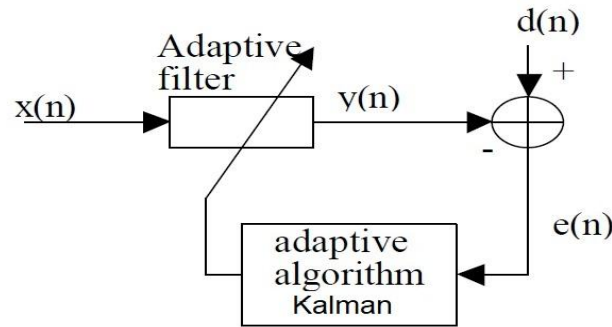 d(n)
Adaptive
filter
+
x(n)
y(n)
-
e(n)
adaptive
algorithm
Kalman